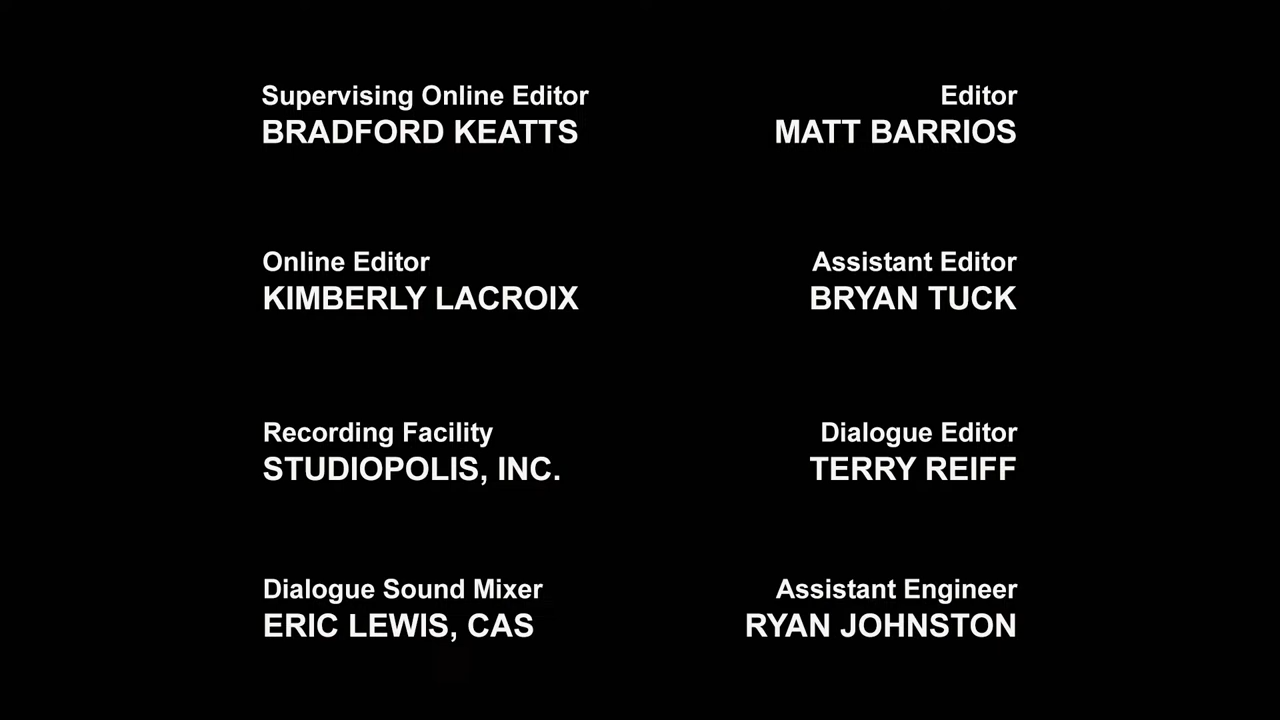 Supervising Online Editor
BRADFORD KEATTS
Editor
MATT BARRIOS
Online Editor
KIMBERLY LACROIX
Assistant Editor
BRYAN TUCK
Recording Facility
STUDIOPOLIS, INC.
Dialogue Editor
TERRY REIFF
Dialogue Sound Mixer
ERIC LEWIS, CAS
Assistant Engineer
RYAN JOHNSTON